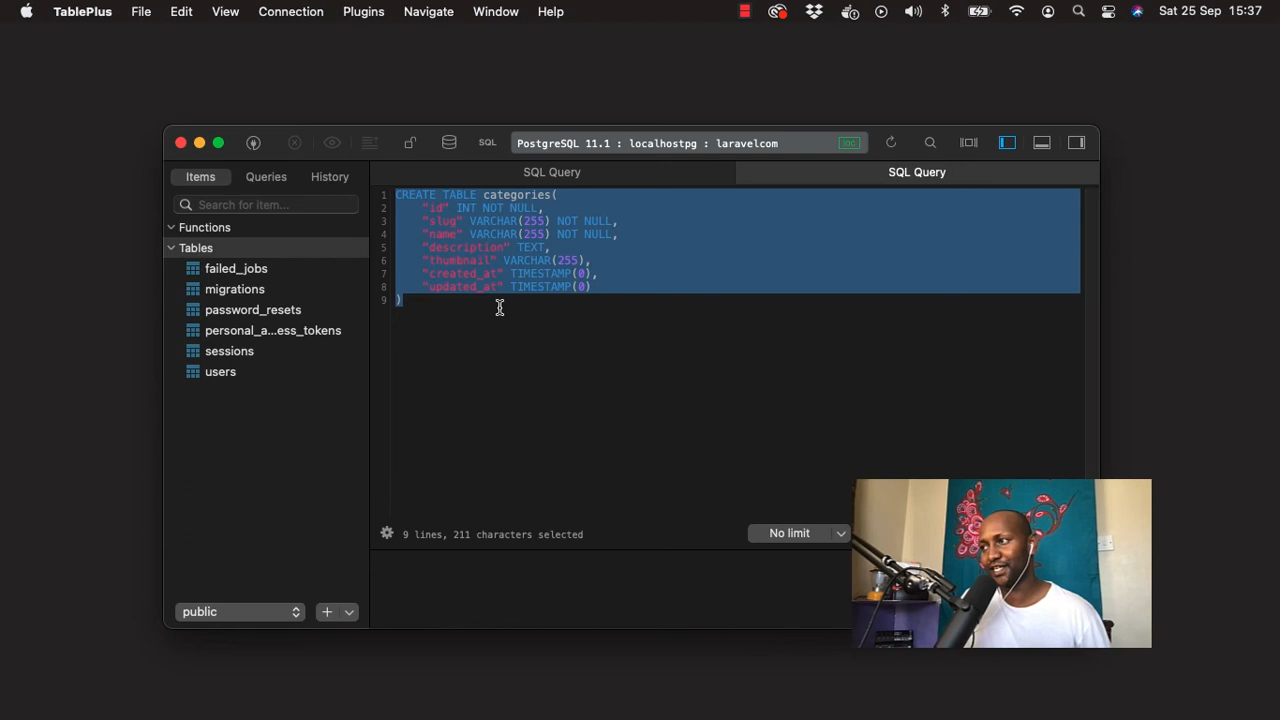 TablePlus File Edit View Connection Plugins Navigate Window Help Sat 25 Sep 15:37
SQL PostgreSQL 11.1 : localhostpg : laravelcom loc
Items Queries History
SQL Query SQL Query
Search for item...
Functions
Tables
failed_jobs
migrations
password_resets
personal_a...ess_tokens
sessions
users
1 CREATE TABLE categories(
2 "id" INT NOT NULL,
3 "slug" VARCHAR(255) NOT NULL,
4 "name" VARCHAR(255) NOT NULL,
5 "description" TEXT,
6 "thumbnail" VARCHAR(255),
7 "created_at" TIMESTAMP(0),
8 "updated_at" TIMESTAMP(0)
9 )
9 lines, 211 characters selected
No limit
public